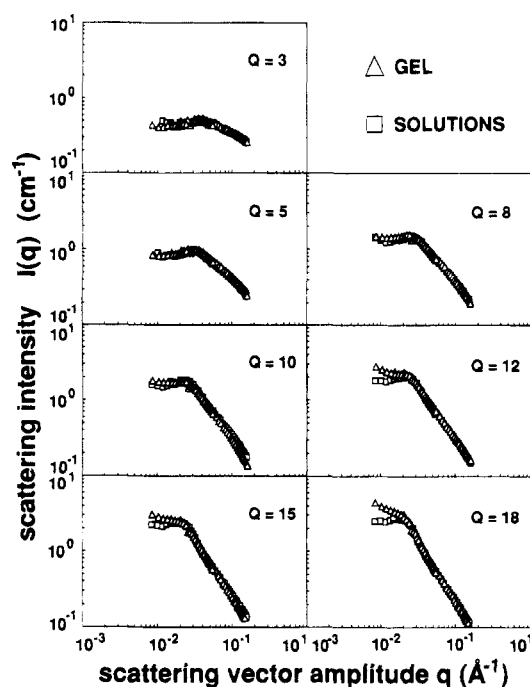 10¹
Q = 3
△ GEL
10⁰
□ SOLUTIONS
10⁻¹
10¹
Q = 5
Q = 8
10⁰
10⁻¹
10¹
Q = 10
Q = 12
10⁰
10⁻¹
10¹
Q = 15
Q = 18
10⁰
10⁻¹
10⁻³ 10⁻² 10⁻¹ 10⁻³ 10⁻² 10⁻¹
scattering intensity I(q) (cm⁻¹)
scattering vector amplitude q (Å⁻¹)